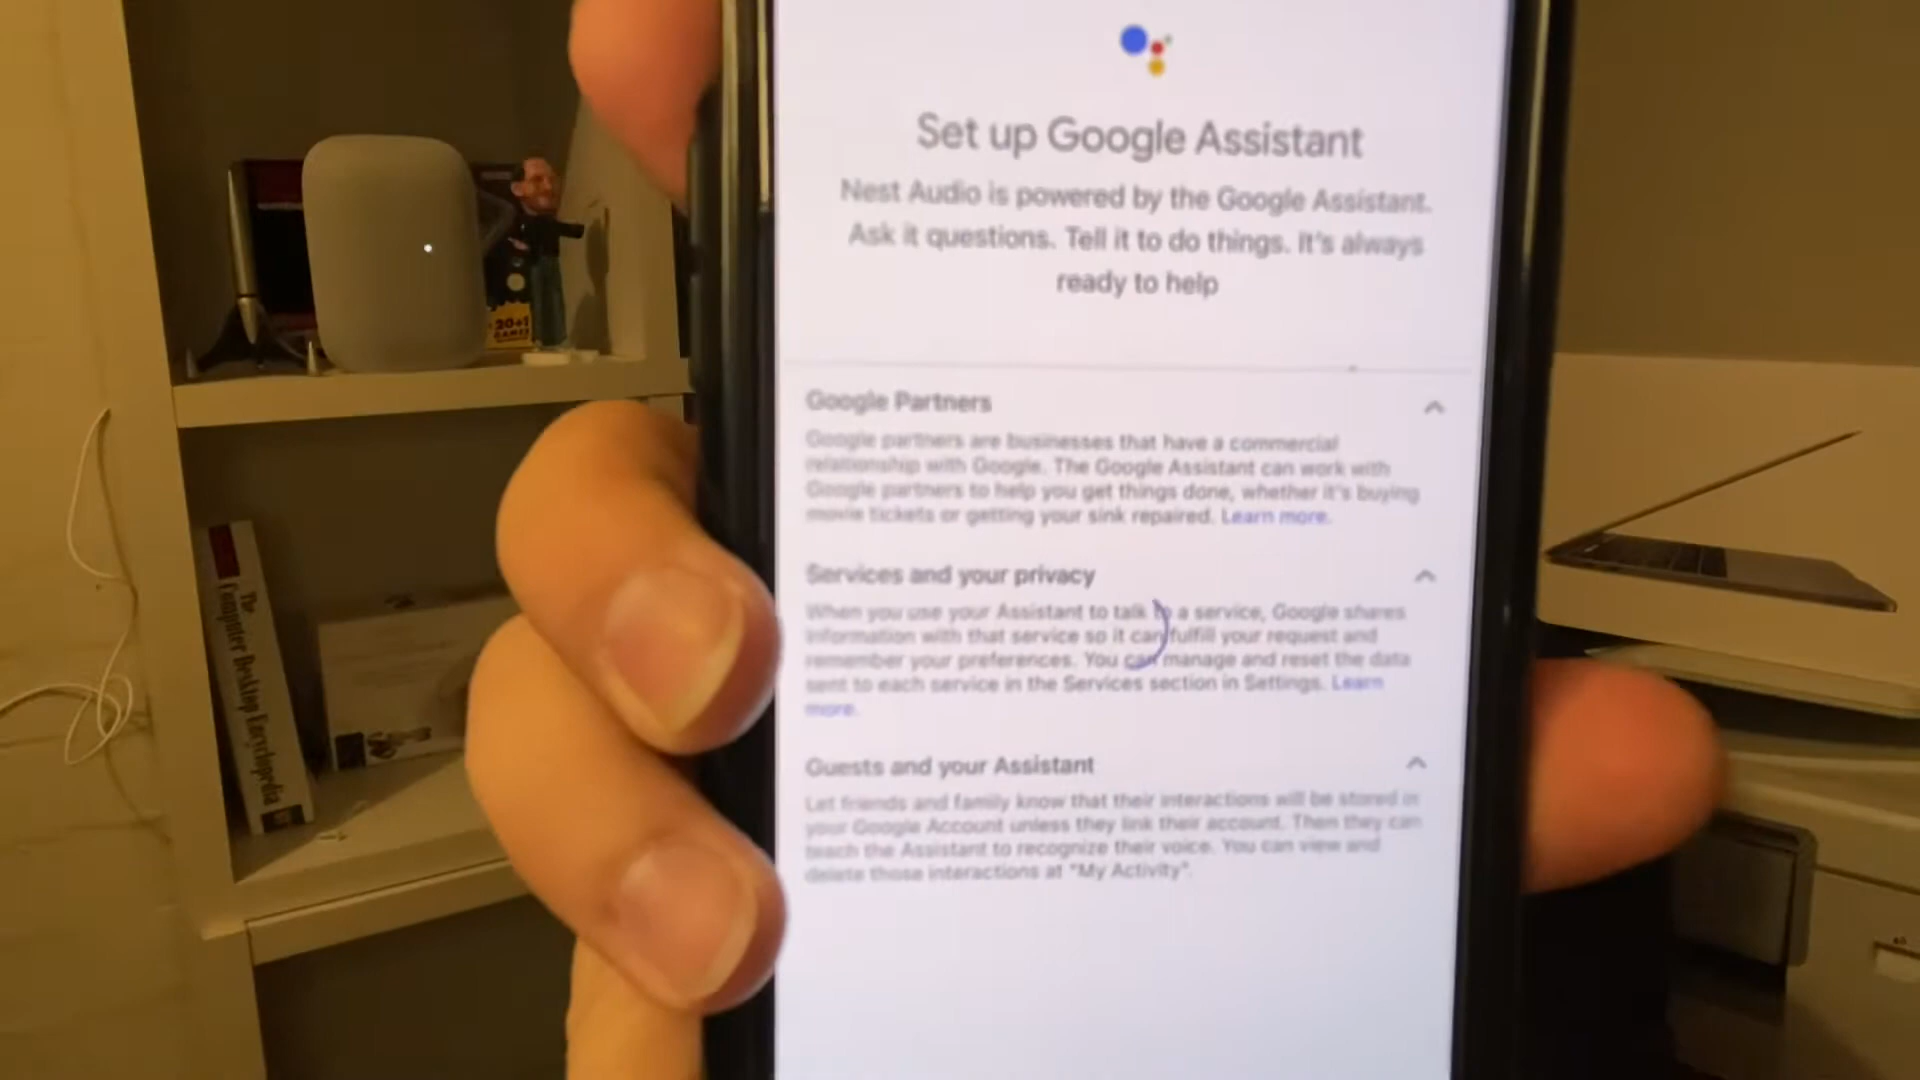 Set up Google Assistant
Nest Audio is powered by the Google Assistant.
Ask it questions. Tell it to do things. It's always
ready to help
Google Partners
Google partners are businesses that have a commercial
relationship with Google. The Google Assistant can work with
Google partners to help you get things done, whether it's buying
movie tickets or getting your sink repaired. Learn more.
Services and your privacy
When you use your Assistant to talk to a service, Google shares
information with that service so it can fulfill your request and
remember your preferences. You can manage and reset the data
sent to each service in the Services section in Settings. Learn
more.
Guests and your Assistant
Let friends and family know that their interactions will be stored in
your Google Account unless they link their account. Then they can
teach the Assistant to recognize their voice. You can view and
delete those interactions at "My Activity".
20+1
GAMES
The Computer Desktop Encyclopedia